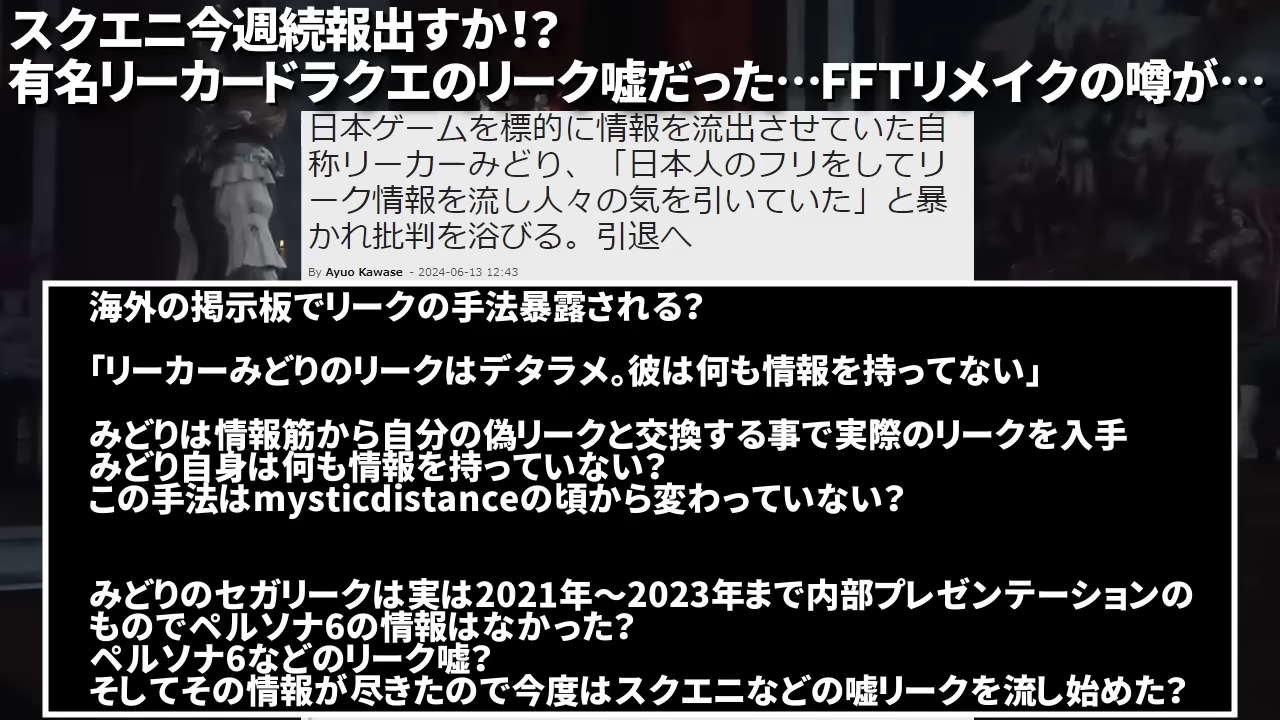 スクエニ今週続報出すか!?
有名リーカードラクエのリーク嘘だった…FFTリメイクの噂が…
日本ゲームを標的に情報を流出させていた自
称リーカーみどり、「日本人のフリをしてリ
ーク情報を流し人々の気を引いていた」と暴
かれ批判を浴びる。引退へ
By Ayuo Kawase - 2024-06-13 12:43
海外の掲示板でリークの手法暴露される?
「リーカーみどりのリークはデタラメ。彼は何も情報を持ってない」
みどりは情報筋から自分の偽リークと交換する事で実際のリークを入手
みどり自身は何も情報を持っていない?
この手法はmysticdistanceの頃から変わっていない?
みどりのセガリークは実は2021年～2023年まで内部プレゼンテーションの
ものでペルソナ6の情報はなかった?
ペルソナ6などのリーク嘘?
そしてその情報が尽きたので今度はスクエニなどの嘘リークを流し始めた?